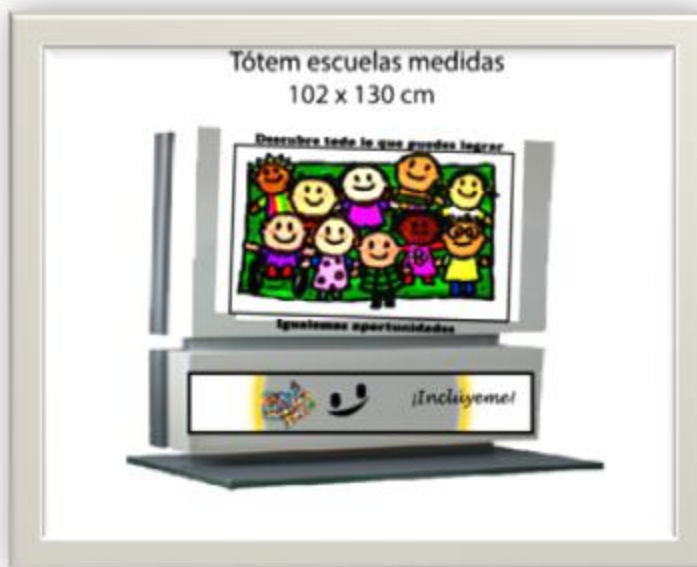 Tótem escuelas medidas
102 x 130 cm
Descubre todo lo que puedes lograr
Igualemos oportunidades
¡Inclúyeme!